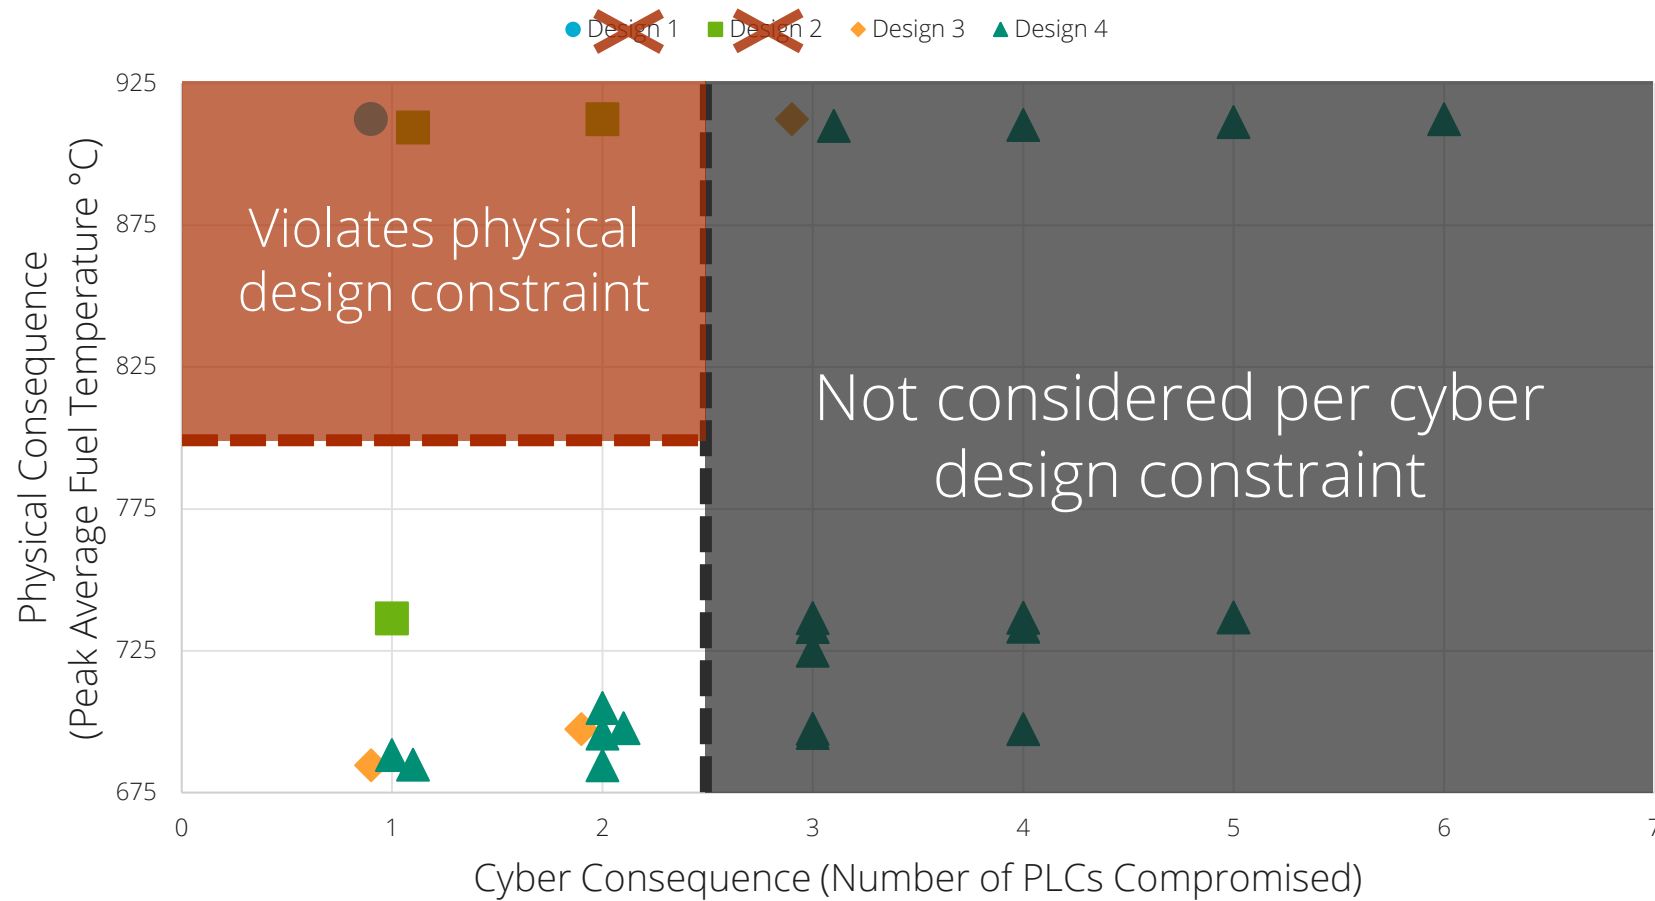 Design 1 Design 2 Design 3 Design 4
925
875
825
775
725
675
Physical Consequence
(Peak Average Fuel Temperature °C)
Violates physical
design constraint
Not considered per cyber
design constraint
0 1 2 3 4 5 6 7
Cyber Consequence (Number of PLCs Compromised)